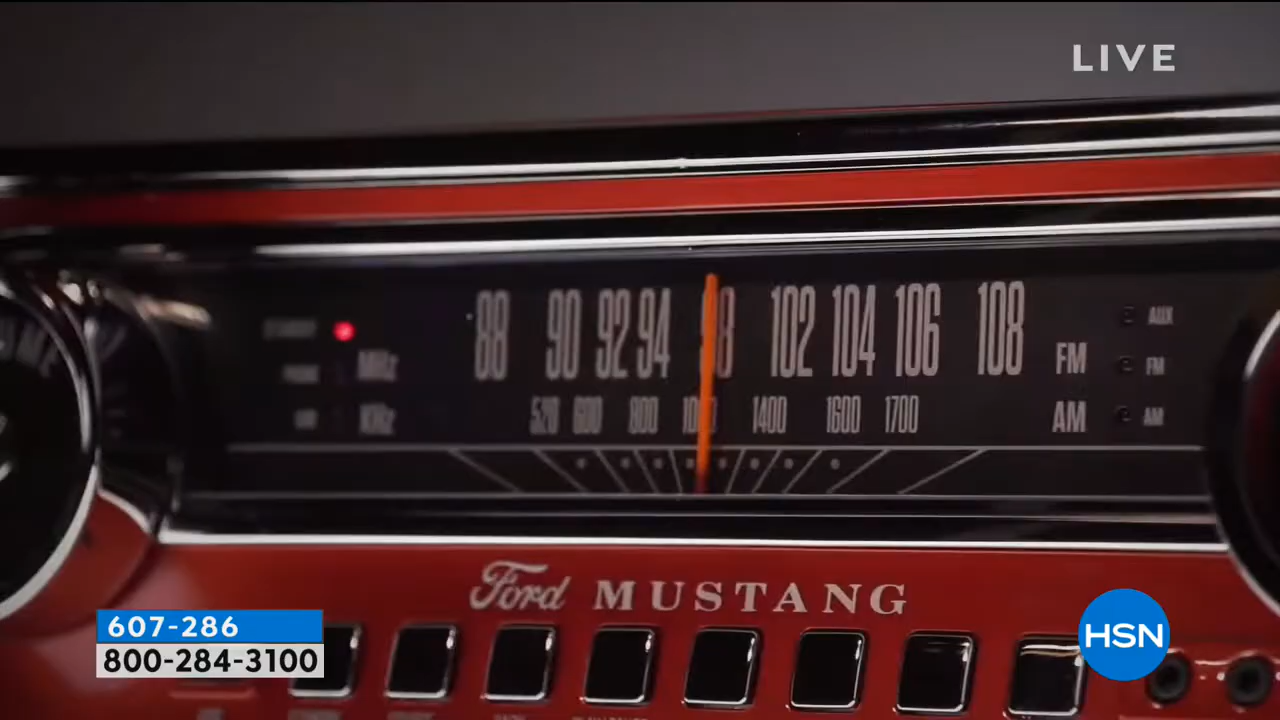 LIVE
88 90 92 94 98 102 104 106 108
MHz FM
AUX
FM
520 600 800 1400 1600 1700
KHz AM
AM
Ford MUSTANG
607-286
800-284-3100
HSN